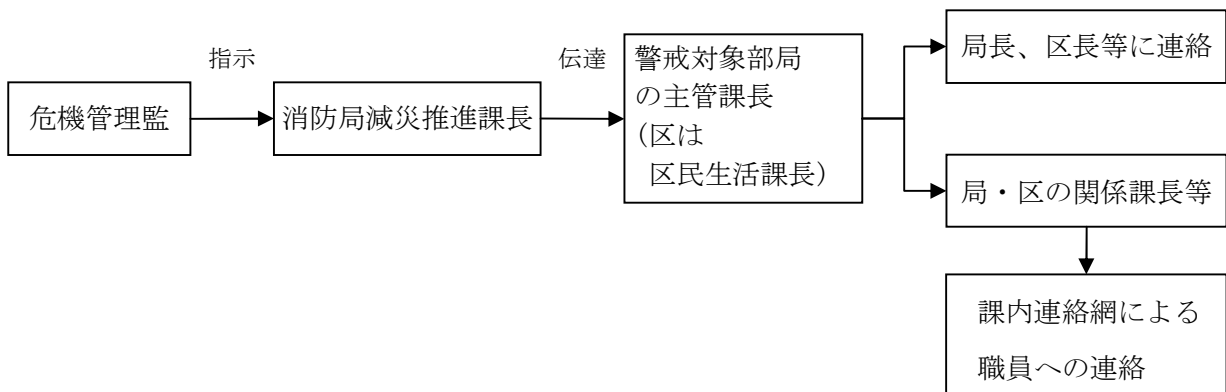 指示
危機管理監
消防局減災推進課長
伝達
警戒対象部局
の主管課長
(区は
区民生活課長)
局長、区長等に連絡
局・区の関係課長等
課内連絡網による
職員への連絡